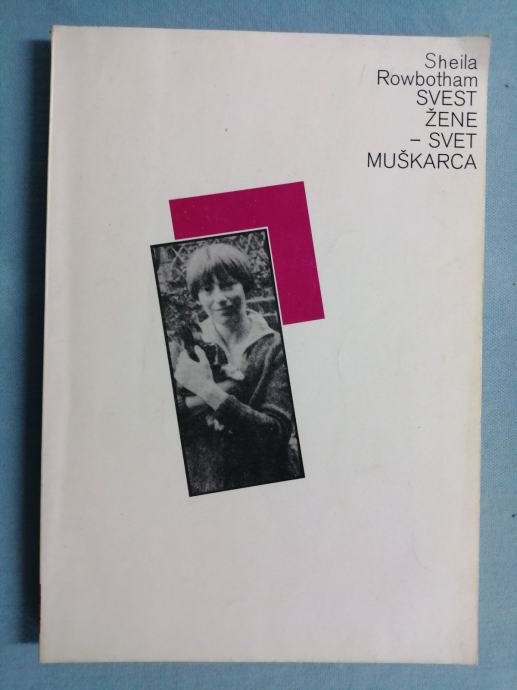 Sheila
Rowbotham
SVEST
ŽENE
– SVET
MUŠKARCA